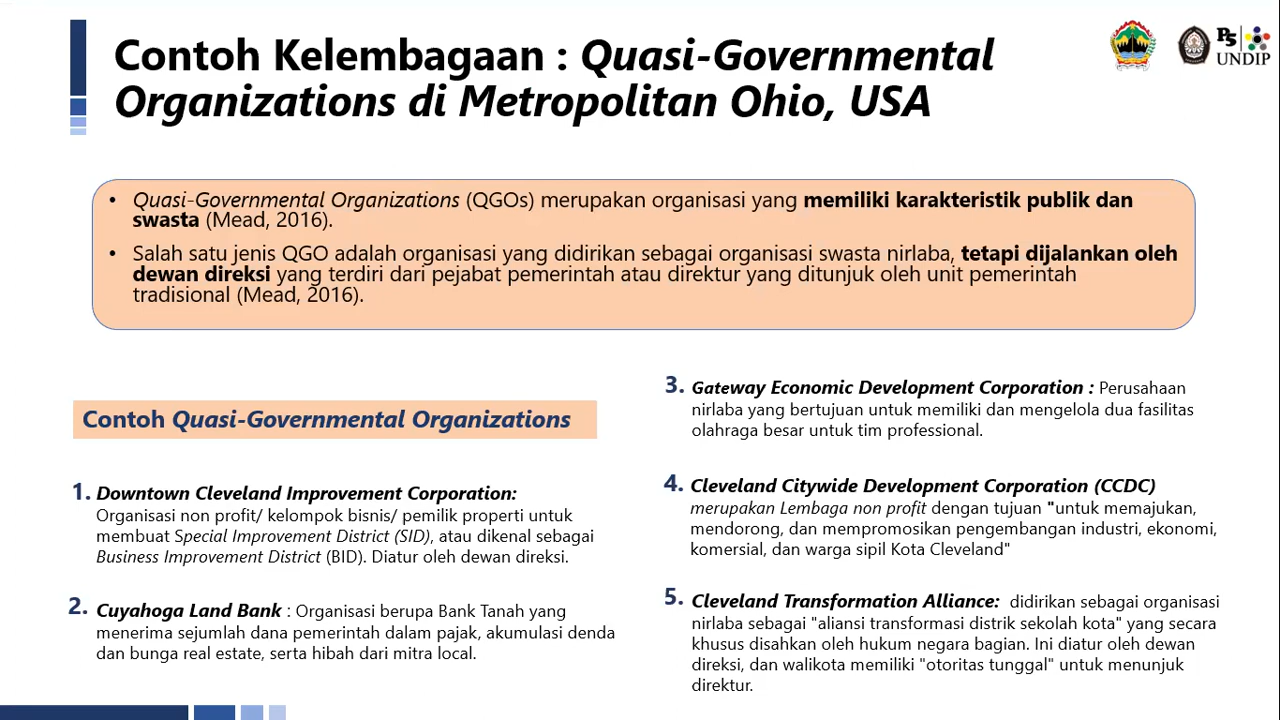 Contoh Kelembagaan : Quasi-Governmental
Organizations di Metropolitan Ohio, USA
PS
UNDIP
• Quasi-Governmental Organizations (QGOs) merupakan organisasi yang memiliki karakteristik publik dan
swasta (Mead, 2016).
• Salah satu jenis QGO adalah organisasi yang didirikan sebagai organisasi swasta nirlaba, tetapi dijalankan oleh
dewan direksi yang terdiri dari pejabat pemerintah atau direktur yang ditunjuk oleh unit pemerintah
tradisional (Mead, 2016).
Contoh Quasi-Governmental Organizations
1. Downtown Cleveland Improvement Corporation:
Organisasi non profit/ kelompok bisnis/ pemilik properti untuk
membuat Special Improvement District (SID), atau dikenal sebagai
Business Improvement District (BID). Diatur oleh dewan direksi.
2. Cuyahoga Land Bank : Organisasi berupa Bank Tanah yang
menerima sejumlah dana pemerintah dalam pajak, akumulasi denda
dan bunga real estate, serta hibah dari mitra local.
3. Gateway Economic Development Corporation : Perusahaan
nirlaba yang bertujuan untuk memiliki dan mengelola dua fasilitas
olahraga besar untuk tim professional.
4. Cleveland Citywide Development Corporation (CCDC)
merupakan Lembaga non profit dengan tujuan "untuk memajukan,
mendorong, dan mempromosikan pengembangan industri, ekonomi,
komersial, dan warga sipil Kota Cleveland"
5. Cleveland Transformation Alliance: didirikan sebagai organisasi
nirlaba sebagai "aliansi transformasi distrik sekolah kota" yang secara
khusus disahkan oleh hukum negara bagian. Ini diatur oleh dewan
direksi, dan walikota memiliki "otoritas tunggal" untuk menunjuk
direktur.